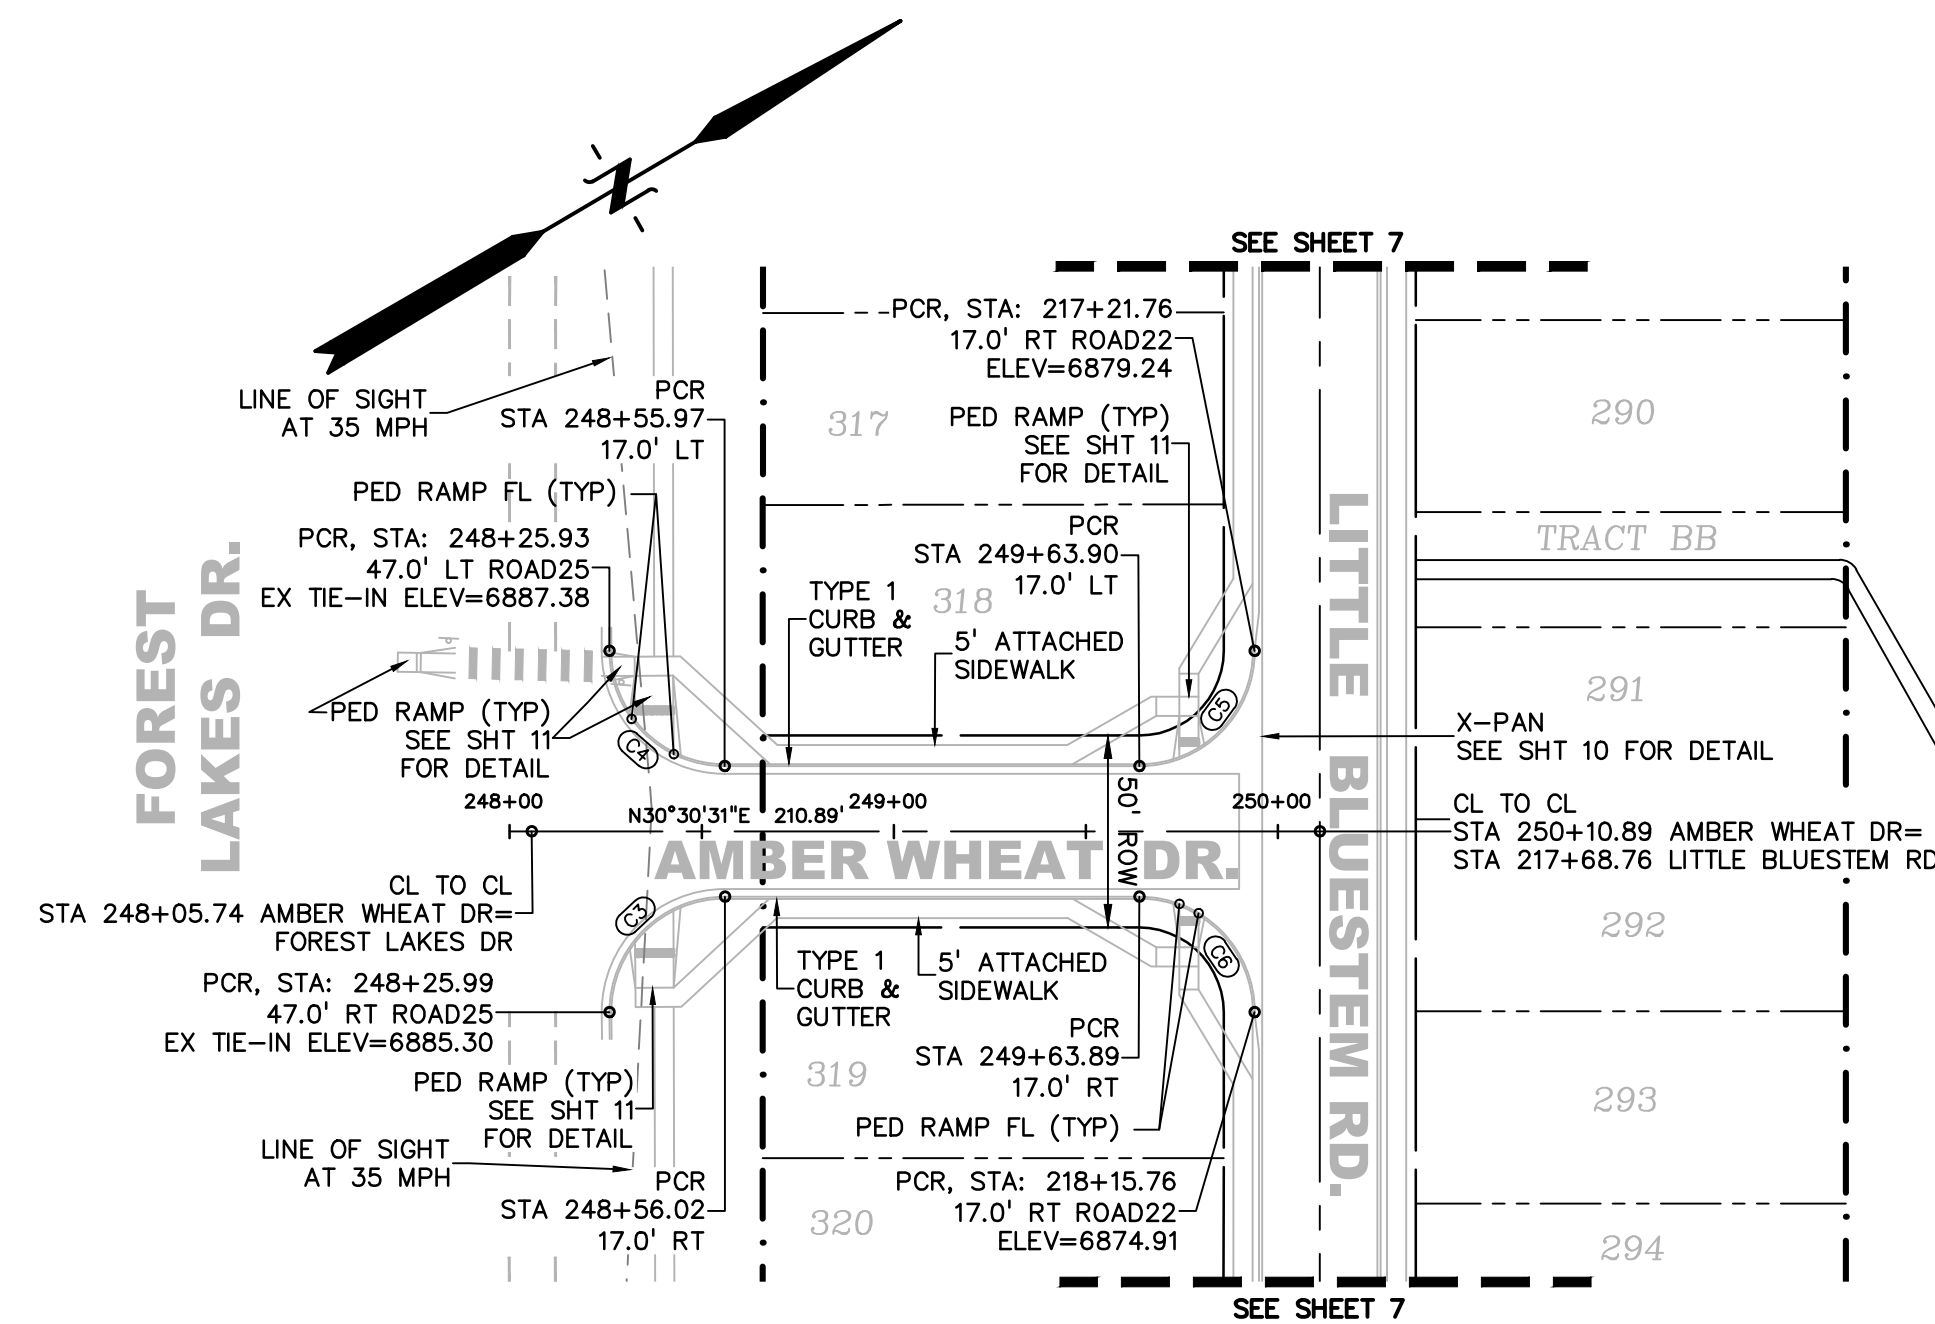 N
SEE SHEET 7
PCR, STA: 217+21.76
17.0' RT ROAD22
ELEV=6879.24
LINE OF SIGHT
AT 35 MPH
PCR
STA 248+55.97
17.0' LT
317
PED RAMP (TYP)
SEE SHT 11
FOR DETAIL
290
PED RAMP FL (TYP)
PCR, STA: 248+25.93
47.0' LT ROAD25
EX TIE-IN ELEV=6887.38
PCR
STA 249+63.90
17.0' LT
TRACT BB
FOREST
LAKES DR.
TYPE 1
CURB &
GUTTER
318
5' ATTACHED
SIDEWALK
LITTLE BLUESTEM RD.
291
PED RAMP (TYP)
SEE SHT 11
FOR DETAIL
C4
C5
X-PAN
SEE SHT 10 FOR DETAIL
248+00
N30°30'31"E 210.89'
249+00
50' ROW
250+00
CL TO CL
STA 250+10.89 AMBER WHEAT DR=
STA 217+68.76 LITTLE BLUESTEM RD
AMBER WHEAT DR.
CL TO CL
STA 248+05.74 AMBER WHEAT DR=
FOREST LAKES DR
C3
C6
292
PCR, STA: 248+25.99
47.0' RT ROAD25
EX TIE-IN ELEV=6885.30
TYPE 1
CURB &
GUTTER
5' ATTACHED
SIDEWALK
PCR
STA 249+63.89
17.0' RT
319
PED RAMP (TYP)
SEE SHT 11
FOR DETAIL
293
PED RAMP FL (TYP)
LINE OF SIGHT
AT 35 MPH
PCR
STA 248+56.02
17.0' RT
320
PCR, STA: 218+15.76
17.0' RT ROAD22
ELEV=6874.91
294
SEE SHEET 7